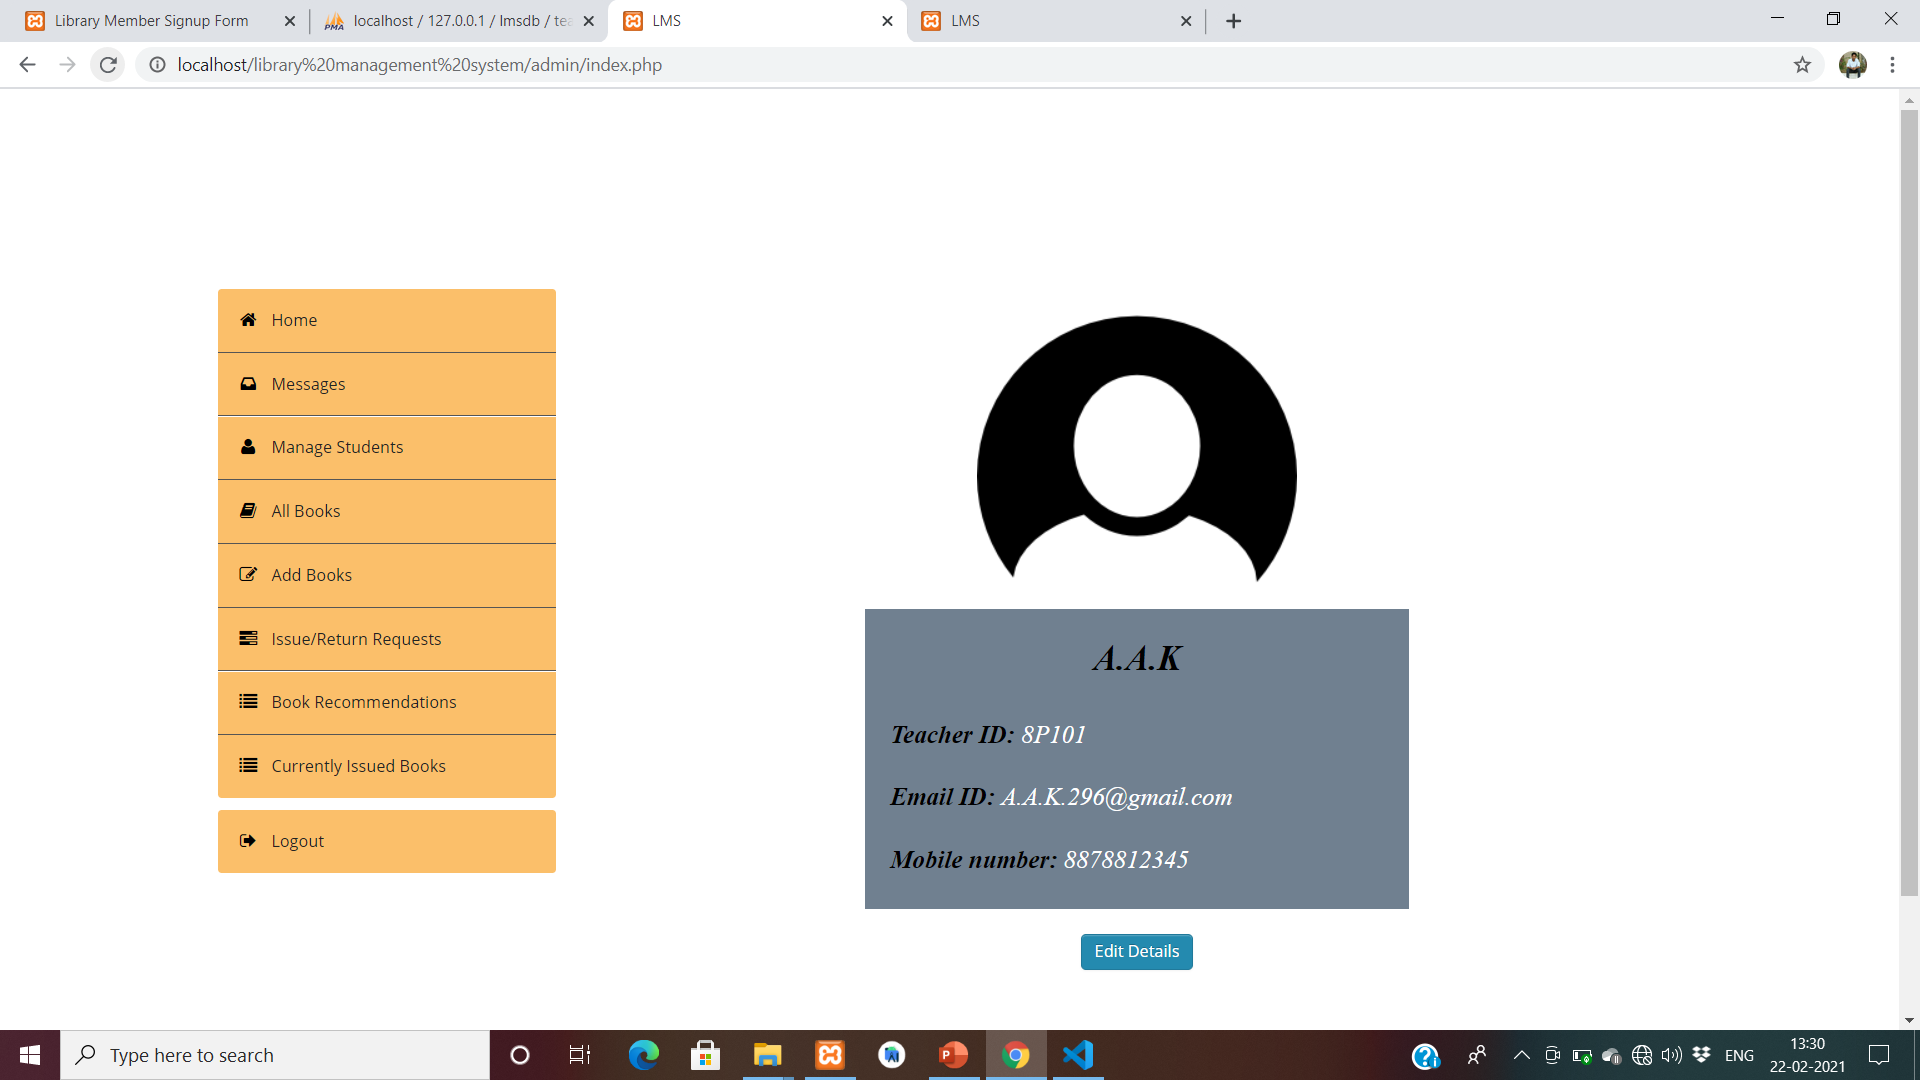 Library Member Signup Form
localhost / 127.0.0.1 / lmsdb / tea
LMS
LMS
localhost/library%20management%20system/admin/index.php
Home
Messages
Manage Students
All Books
Add Books
Issue/Return Requests
Book Recommendations
Currently Issued Books
Logout
A.A.K
Teacher ID: 8P101
Email ID: A.A.K.296@gmail.com
Mobile number: 8878812345
Edit Details
Type here to search
ENG
13:30
22-02-2021